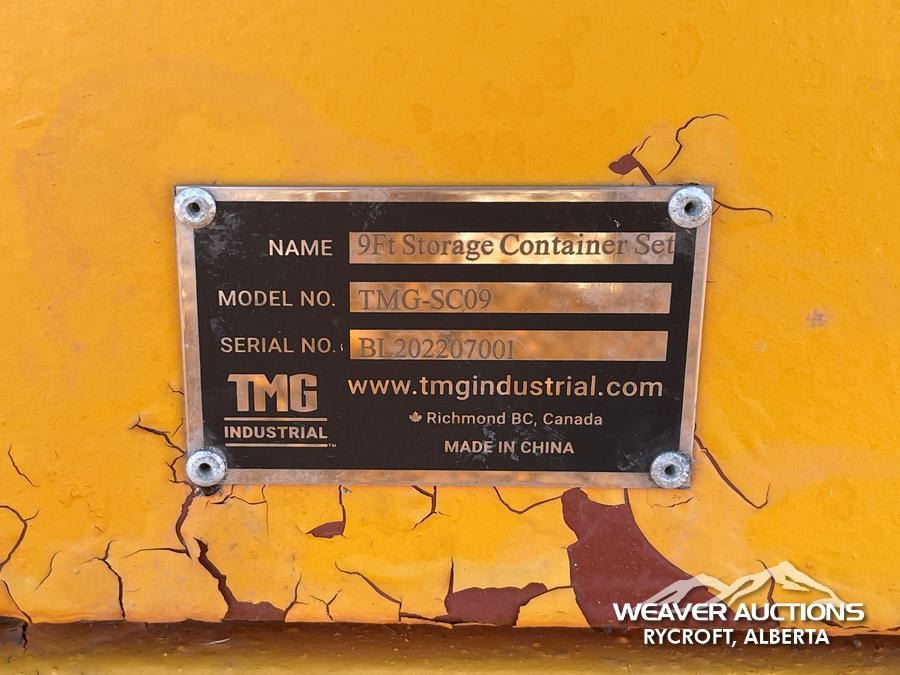 NAME 9Ft Storage Container Set
MODEL NO. TMG-SC09
SERIAL NO. BL202207001
TMG
INDUSTRIAL™
www.tmgindustrial.com
Richmond BC, Canada
MADE IN CHINA
WEAVER AUCTIONS
RYCROFT, ALBERTA